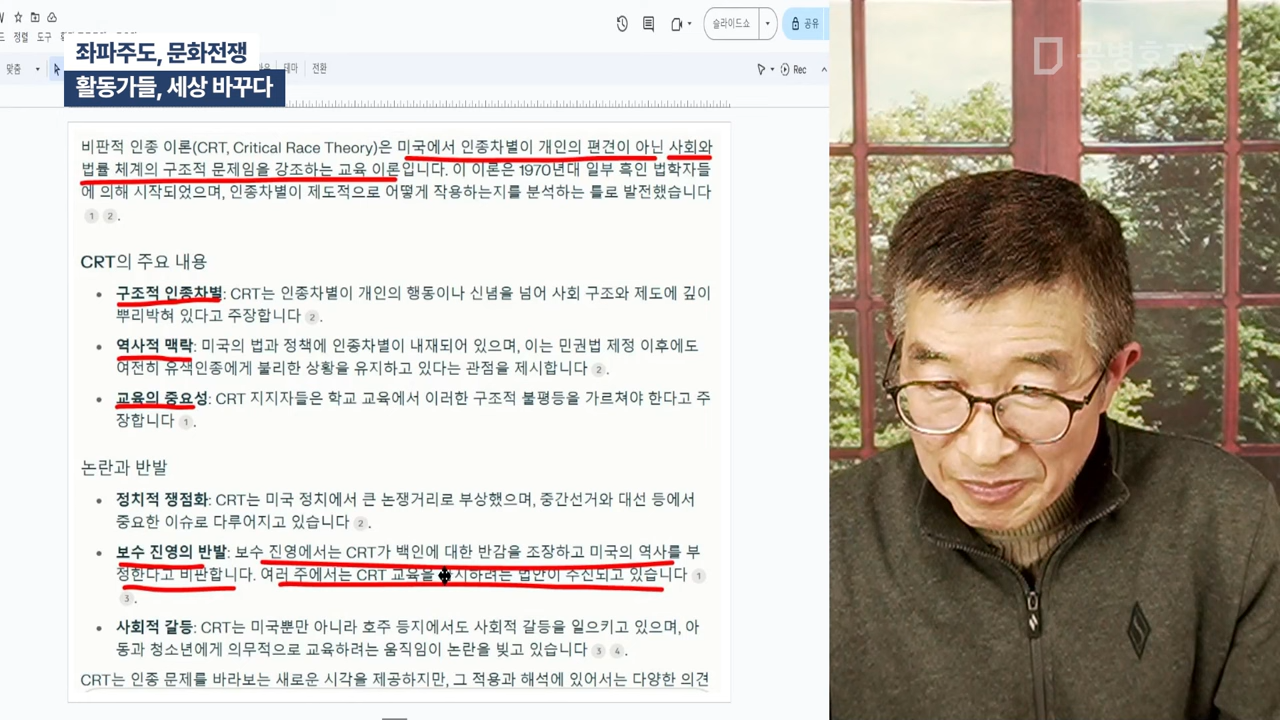 슬라이드쇼
공유
정렬 도구
좌파주도, 문화전쟁
활동가들, 세상 바꾸다
맞춤
테마 전환
Rec
공병호
비판적 인종 이론(CRT, Critical Race Theory)은 미국에서 인종차별이 개인의 편견이 아닌 사회와
법률 체계의 구조적 문제임을 강조하는 교육 이론입니다. 이 이론은 1970년대 일부 흑인 법학자들
에 의해 시작되었으며, 인종차별이 제도적으로 어떻게 작용하는지를 분석하는 틀로 발전했습니다
1 2 .
CRT의 주요 내용
• 구조적 인종차별: CRT는 인종차별이 개인의 행동이나 신념을 넘어 사회 구조와 제도에 깊이
뿌리박혀 있다고 주장합니다 2 .
• 역사적 맥락: 미국의 법과 정책에 인종차별이 내재되어 있으며, 이는 민권법 제정 이후에도
여전히 유색인종에게 불리한 상황을 유지하고 있다는 관점을 제시합니다 2 .
• 교육의 중요성: CRT 지지자들은 학교 교육에서 이러한 구조적 불평등을 가르쳐야 한다고 주
장합니다 1 .
논란과 반발
• 정치적 쟁점화: CRT는 미국 정치에서 큰 논쟁거리로 부상했으며, 중간선거와 대선 등에서
중요한 이슈로 다루어지고 있습니다 2 .
• 보수 진영의 반발: 보수 진영에서는 CRT가 백인에 대한 반감을 조장하고 미국의 역사를 부
정한다고 비판합니다. 여러 주에서는 CRT 교육을 지하려는 법안이 추진되고 있습니다 1
3 .
• 사회적 갈등: CRT는 미국뿐만 아니라 호주 등지에서도 사회적 갈등을 일으키고 있으며, 아
동과 청소년에게 의무적으로 교육하려는 움직임이 논란을 빚고 있습니다 3 4 .
CRT는 인종 문제를 바라보는 새로운 시각을 제공하지만, 그 적용과 해석에 있어서는 다양한 의견